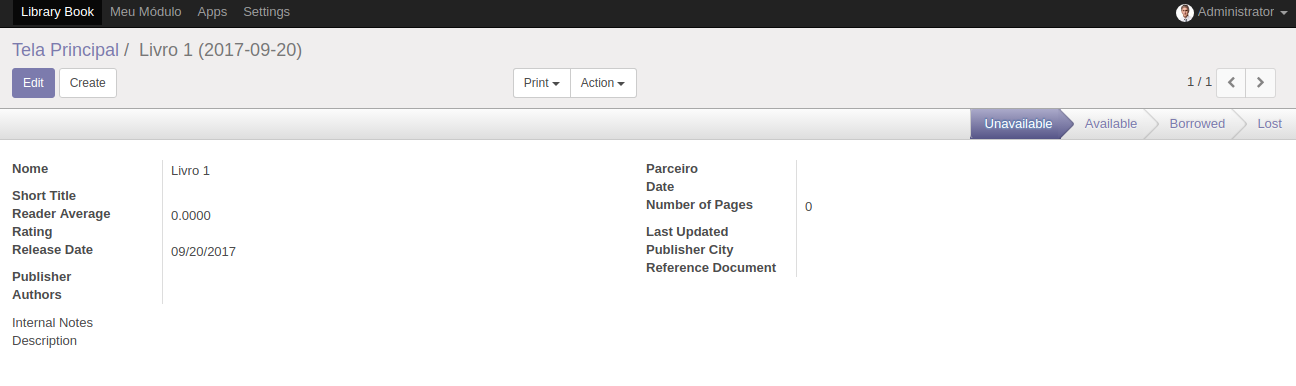 Library Book Meu Módulo Apps Settings Administrator
Tela Principal / Livro 1 (2017-09-20)
Edit Create Print Action 1 / 1
Unavailable Available Borrowed Lost
Nome Livro 1
Short Title
Reader Average Rating 0.0000
Release Date 09/20/2017
Publisher
Authors
Parceiro
Date
Number of Pages 0
Last Updated
Publisher City
Reference Document
Internal Notes
Description